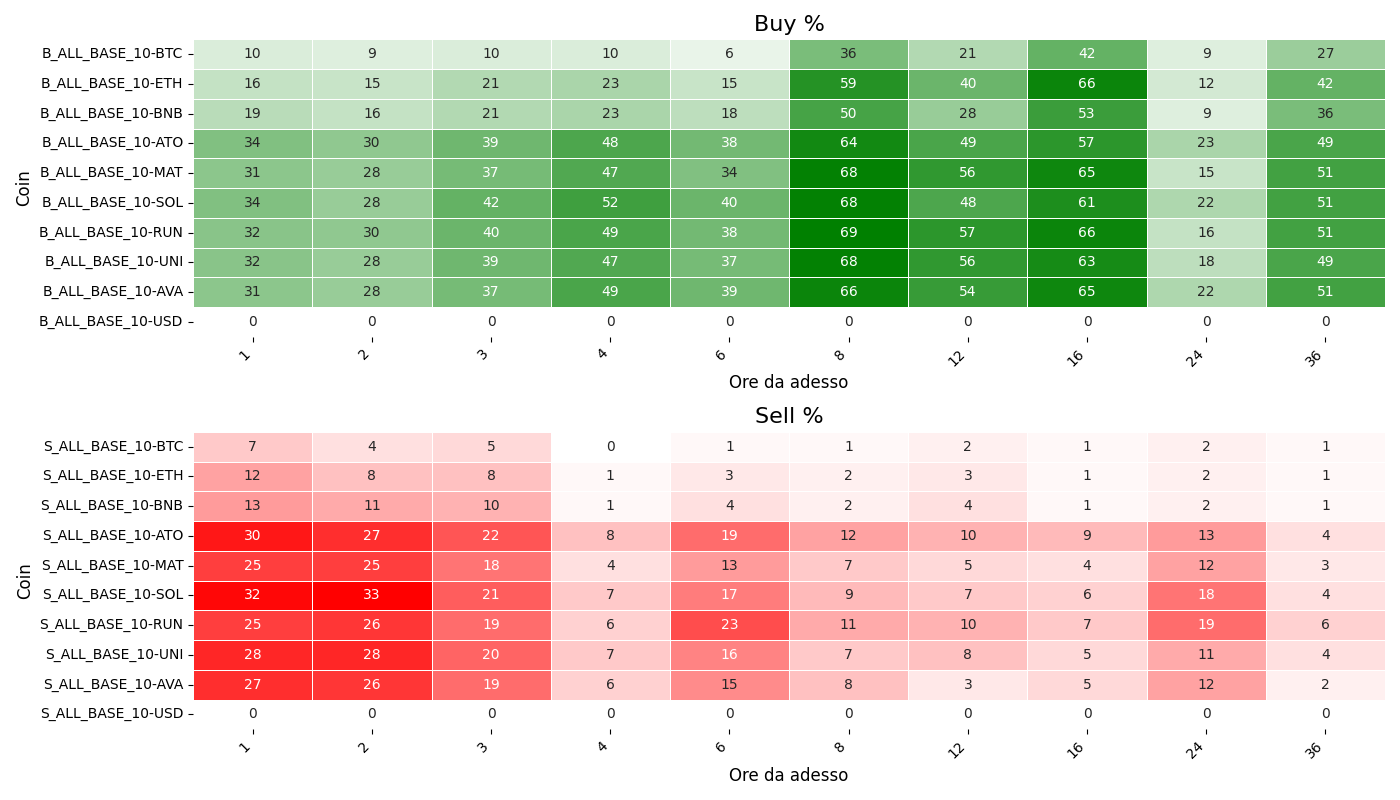 Buy %
Coin
B_ALL_BASE_10-BTC 10 9 10 10 6 36 21 42 9 27
B_ALL_BASE_10-ETH 16 15 21 23 15 59 40 66 12 42
B_ALL_BASE_10-BNB 19 16 21 23 18 50 28 53 9 36
B_ALL_BASE_10-ATO 34 30 39 48 38 64 49 57 23 49
B_ALL_BASE_10-MAT 31 28 37 47 34 68 56 65 15 51
B_ALL_BASE_10-SOL 34 28 42 52 40 68 48 61 22 51
B_ALL_BASE_10-RUN 32 30 40 49 38 69 57 66 16 51
B_ALL_BASE_10-UNI 32 28 39 47 37 68 56 63 18 49
B_ALL_BASE_10-AVA 31 28 37 49 39 66 54 65 22 51
B_ALL_BASE_10-USD 0 0 0 0 0 0 0 0 0 0
1 2 3 4 6 8 12 16 24 36
Ore da adesso
Sell %
Coin
S_ALL_BASE_10-BTC 7 4 5 0 1 1 2 1 2 1
S_ALL_BASE_10-ETH 12 8 8 1 3 2 3 1 2 1
S_ALL_BASE_10-BNB 13 11 10 1 4 2 4 1 2 1
S_ALL_BASE_10-ATO 30 27 22 8 19 12 10 9 13 4
S_ALL_BASE_10-MAT 25 25 18 4 13 7 5 4 12 3
S_ALL_BASE_10-SOL 32 33 21 7 17 9 7 6 18 4
S_ALL_BASE_10-RUN 25 26 19 6 23 11 10 7 19 6
S_ALL_BASE_10-UNI 28 28 20 7 16 7 8 5 11 4
S_ALL_BASE_10-AVA 27 26 19 6 15 8 3 5 12 2
S_ALL_BASE_10-USD 0 0 0 0 0 0 0 0 0 0
1 2 3 4 6 8 12 16 24 36
Ore da adesso